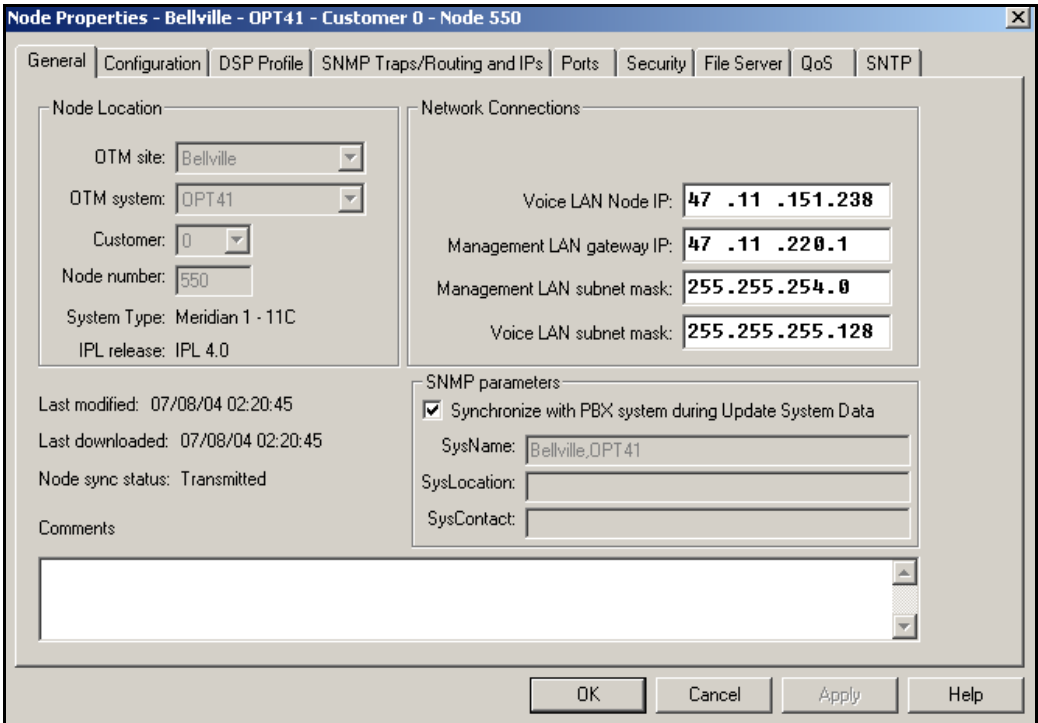 Node Properties - Bellville - OPT41 - Customer 0 - Node 550
General Configuration DSP Profile SNMP Traps/Routing and IPs Ports Security File Server QoS SNTP
Node Location
OTM site: Bellville
OTM system: OPT41
Customer: 0
Node number: 550
System Type: Meridian 1 - 11C
IPL release: IPL 4.0
Network Connections
Voice LAN Node IP: 47 .11 .151.238
Management LAN gateway IP: 47 .11 .220.1
Management LAN subnet mask: 255.255.254.0
Voice LAN subnet mask: 255.255.255.128
Last modified: 07/08/04 02:20:45
Last downloaded: 07/08/04 02:20:45
Node sync status: Transmitted
SNMP parameters
Synchronize with PBX system during Update System Data
SysName: Bellville,OPT41
SysLocation:
SysContact:
Comments
OK Cancel Apply Help